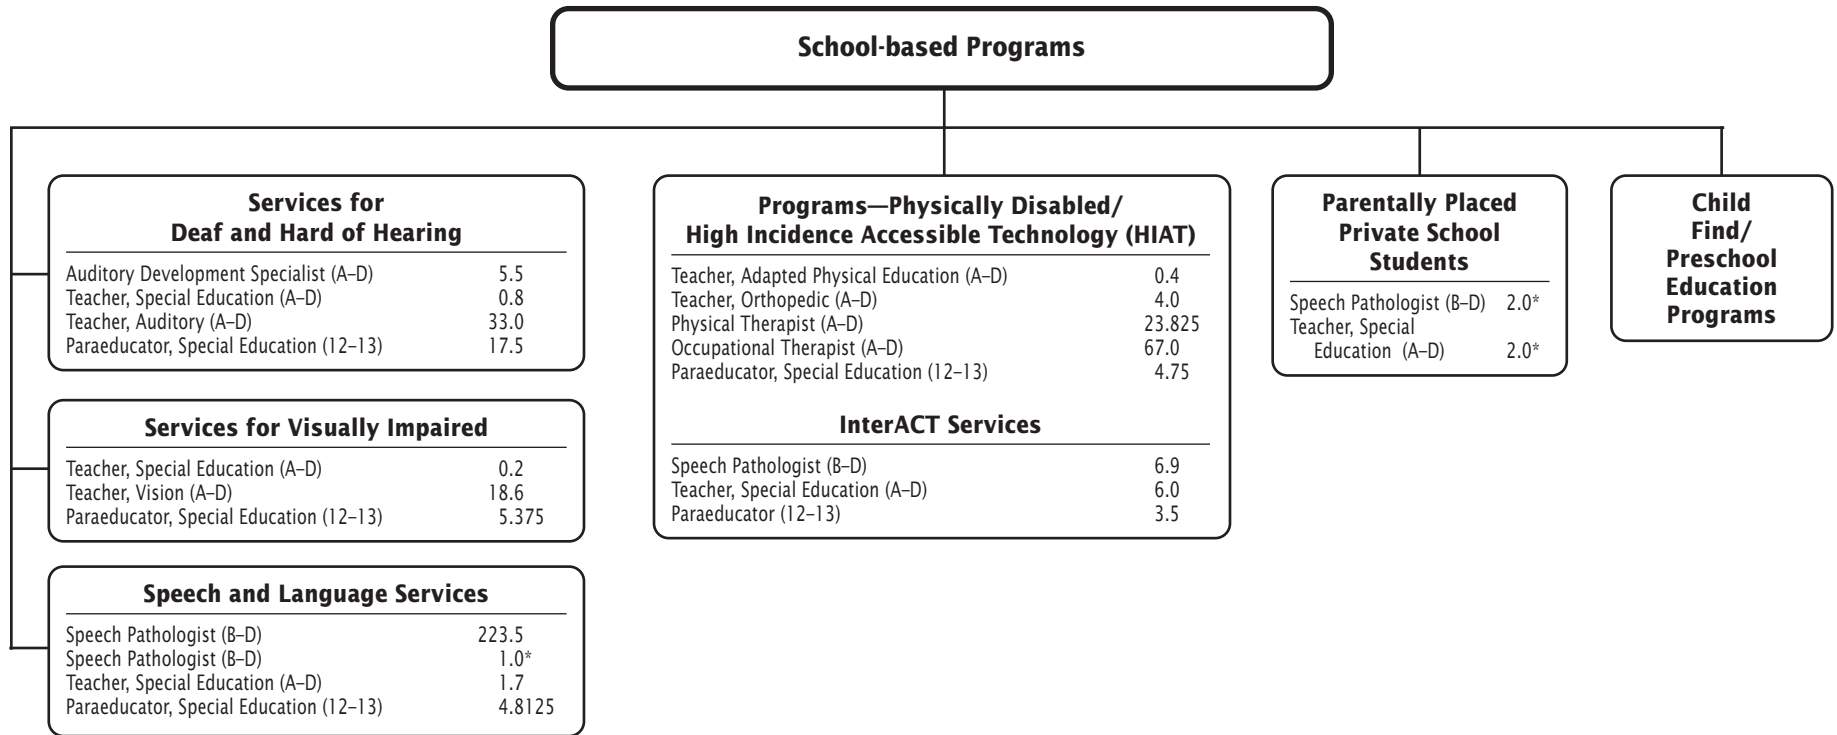 School-based Programs
Services for
Deaf and Hard of Hearing
Auditory Development Specialist (A–D) 5.5
Teacher, Special Education (A–D) 0.8
Teacher, Auditory (A–D) 33.0
Paraeducator, Special Education (12–13) 17.5
Services for Visually Impaired
Teacher, Special Education (A–D) 0.2
Teacher, Vision (A–D) 18.6
Paraeducator, Special Education (12–13) 5.375
Speech and Language Services
Speech Pathologist (B–D) 223.5
Speech Pathologist (B–D) 1.0*
Teacher, Special Education (A–D) 1.7
Paraeducator, Special Education (12–13) 4.8125
Programs—Physically Disabled/
High Incidence Accessible Technology (HIAT)
Teacher, Adapted Physical Education (A–D) 0.4
Teacher, Orthopedic (A–D) 4.0
Physical Therapist (A–D) 23.825
Occupational Therapist (A–D) 67.0
Paraeducator, Special Education (12–13) 4.75
InterACT Services
Speech Pathologist (B–D) 6.9
Teacher, Special Education (A–D) 6.0
Paraeducator (12–13) 3.5
Parentally Placed
Private School
Students
Speech Pathologist (B–D) 2.0*
Teacher, Special
Education (A–D) 2.0*
Child
Find/
Preschool
Education
Programs